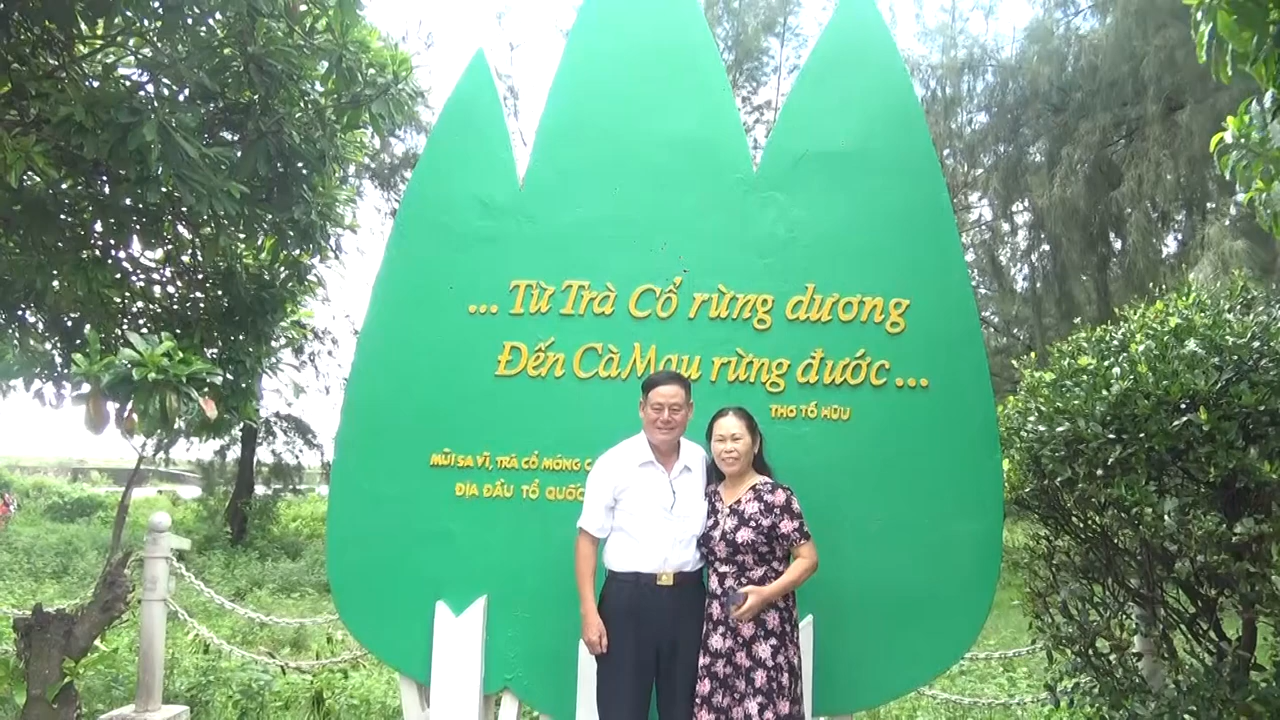 ... Từ Trà Cổ rừng dương
Đến Cà Mau rừng đước ...
THƠ TỐ HỮU
MŨI SA VĨ, TRÀ CỔ MÓNG C
ĐỊA ĐẦU TỔ QUỐC